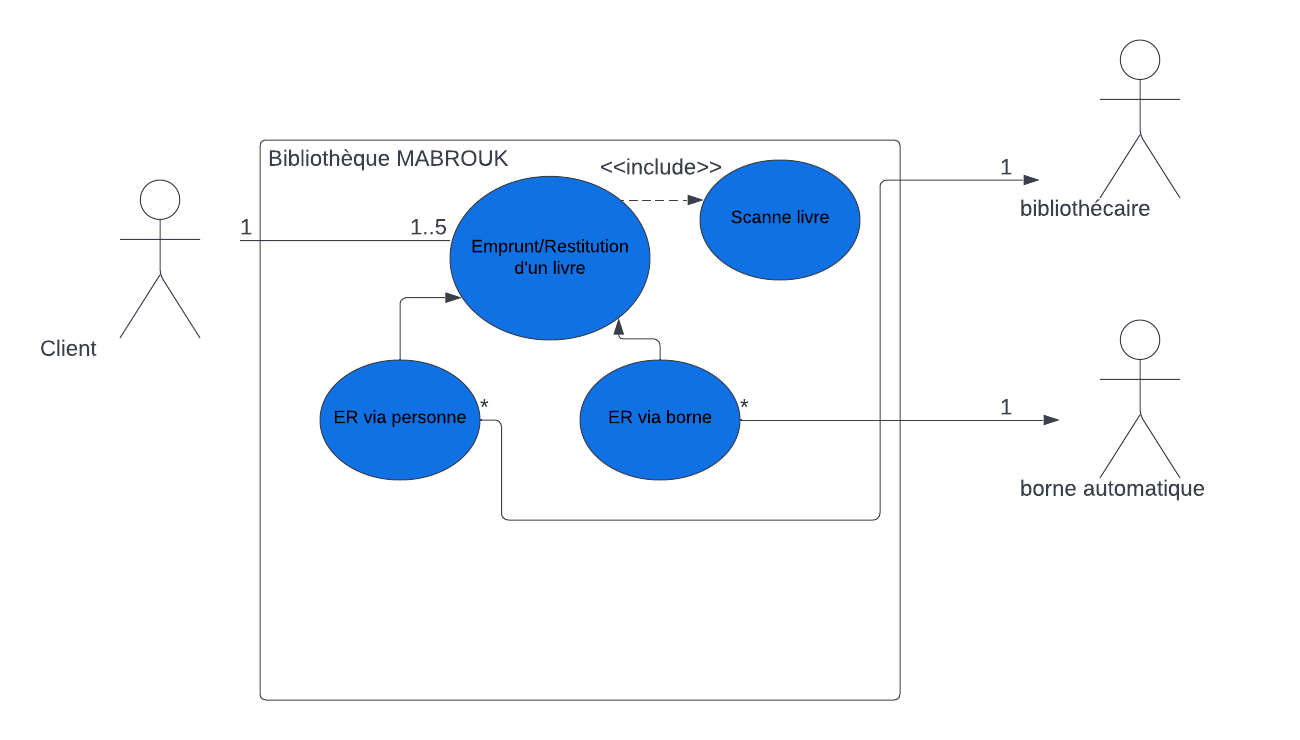 Bibliothèque MABROUK
<<include>>
Scanne livre
1
bibliothécaire
1
1..5
Emprunt/Restitution
d'un livre
Client
ER via personne
*
ER via borne
*
1
borne automatique